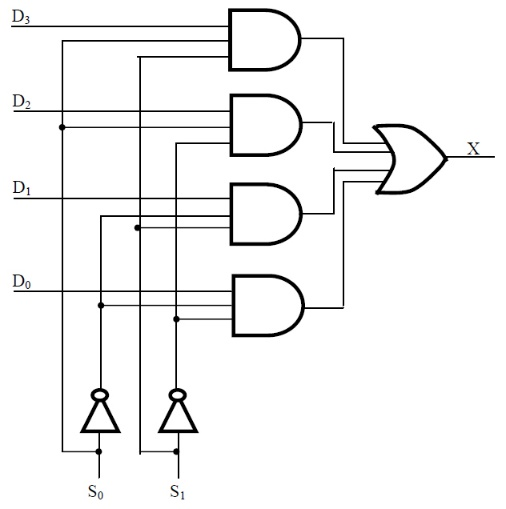 D₃
D₂
X
D₁
D₀
S₀ S₁